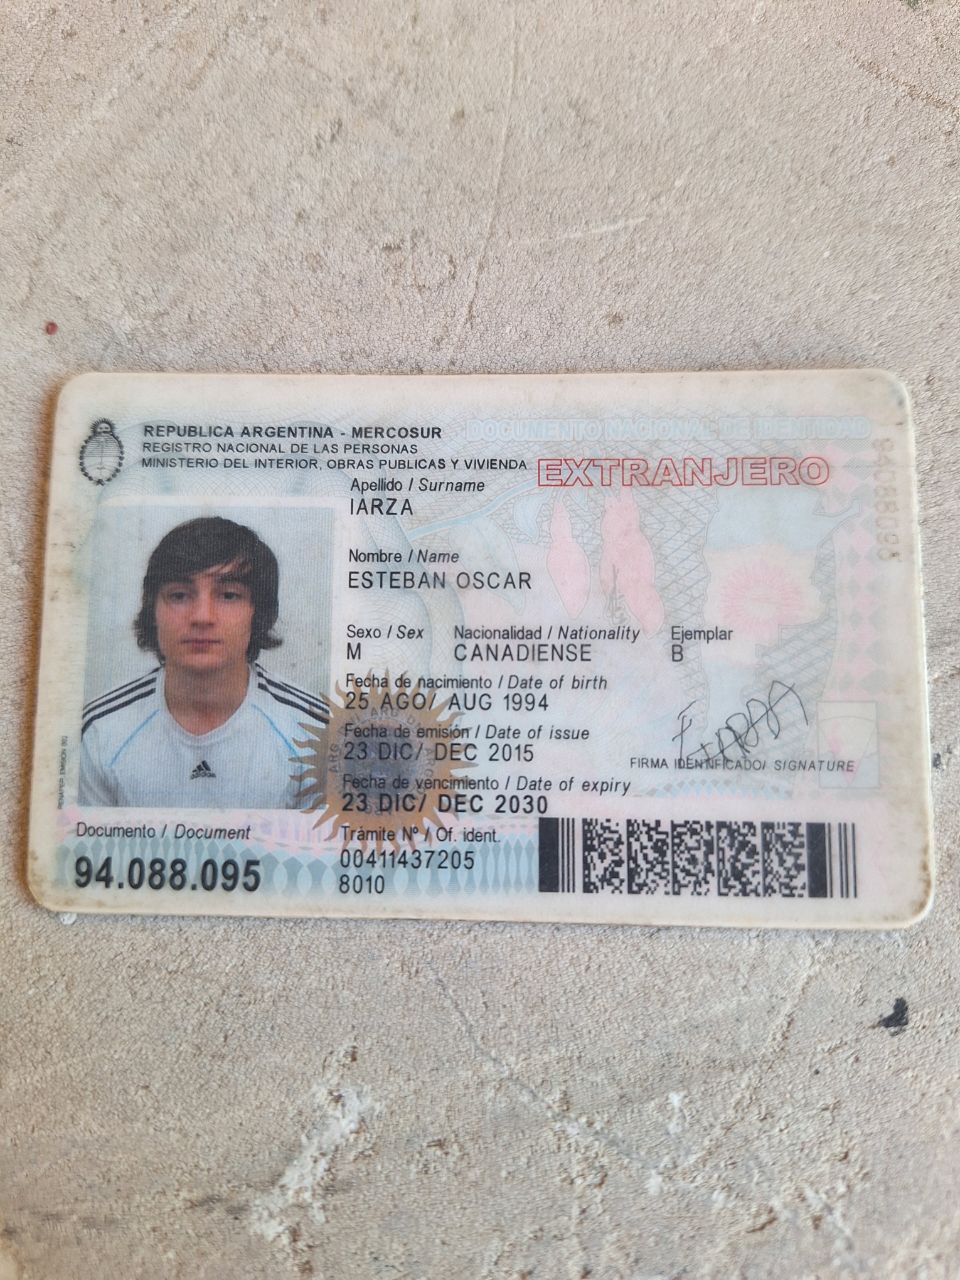 REPUBLICA ARGENTINA - MERCOSUR
REGISTRO NACIONAL DE LAS PERSONAS
MINISTERIO DEL INTERIOR, OBRAS PUBLICAS Y VIVIENDA
DOCUMENTO NACIONAL DE IDENTIDAD
EXTRANJERO
Apellido / Surname
IARZA
Nombre / Name
ESTEBAN OSCAR
Sexo / Sex Nacionalidad / Nationality Ejemplar
M CANADIENSE B
Fecha de nacimiento / Date of birth
25 AGO/ AUG 1994
Fecha de emisión / Date of issue
23 DIC/ DEC 2015
Fecha de vencimiento / Date of expiry
23 DIC/ DEC 2030
FIRMA IDENTIFICADO/ SIGNATURE
Documento / Document
94.088.095
Trámite Nº / Of. ident.
00411437205
8010
adidas